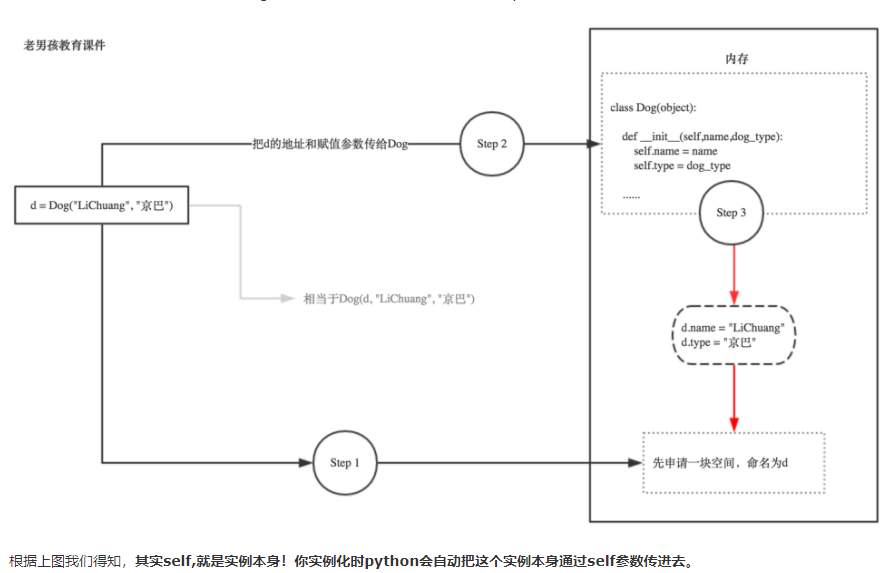 老男孩教育课件
内存
class Dog(object):
def __init__(self,name,dog_type):
self.name = name
self.type = dog_type
......
把d的地址和赋值参数传给Dog
Step 2
d = Dog("LiChuang", "京巴")
Step 3
相当于Dog(d, "LiChuang", "京巴")
d.name = "LiChuang"
d.type = "京巴"
Step 1
先申请一块空间，命名为d
根据上图我们得知，其实self,就是实例本身！你实例化时python会自动把这个实例本身通过self参数传进去。